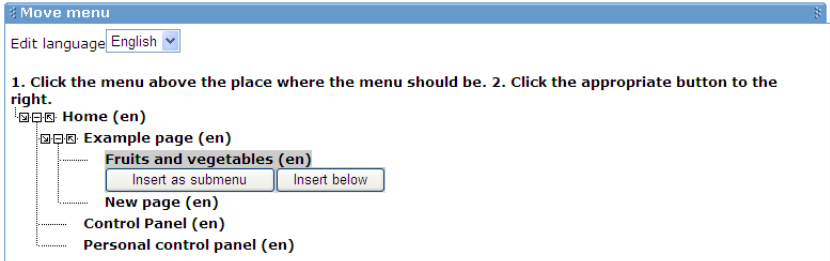 Move menu
Edit language English
1. Click the menu above the place where the menu should be. 2. Click the appropriate button to the
right.
Home (en)
Example page (en)
Fruits and vegetables (en)
Insert as submenu Insert below
New page (en)
Control Panel (en)
Personal control panel (en)